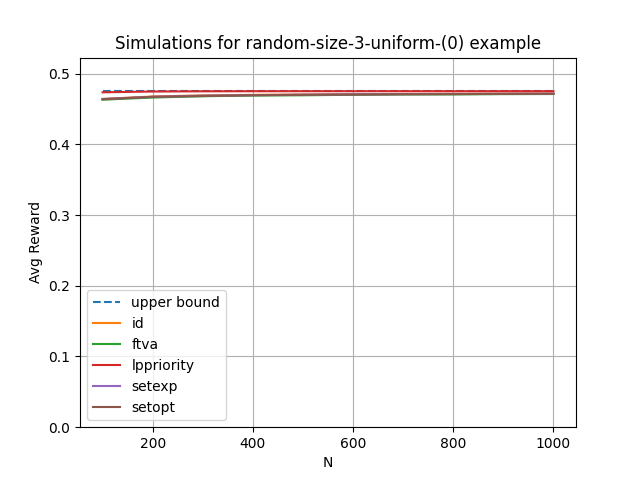 Simulations for random-size-3-uniform-(0) example
Avg Reward
0.5
0.4
0.3
0.2
0.1
0.0
upper bound
id
ftva
lppriority
setexp
setopt
200 400 600 800 1000
N